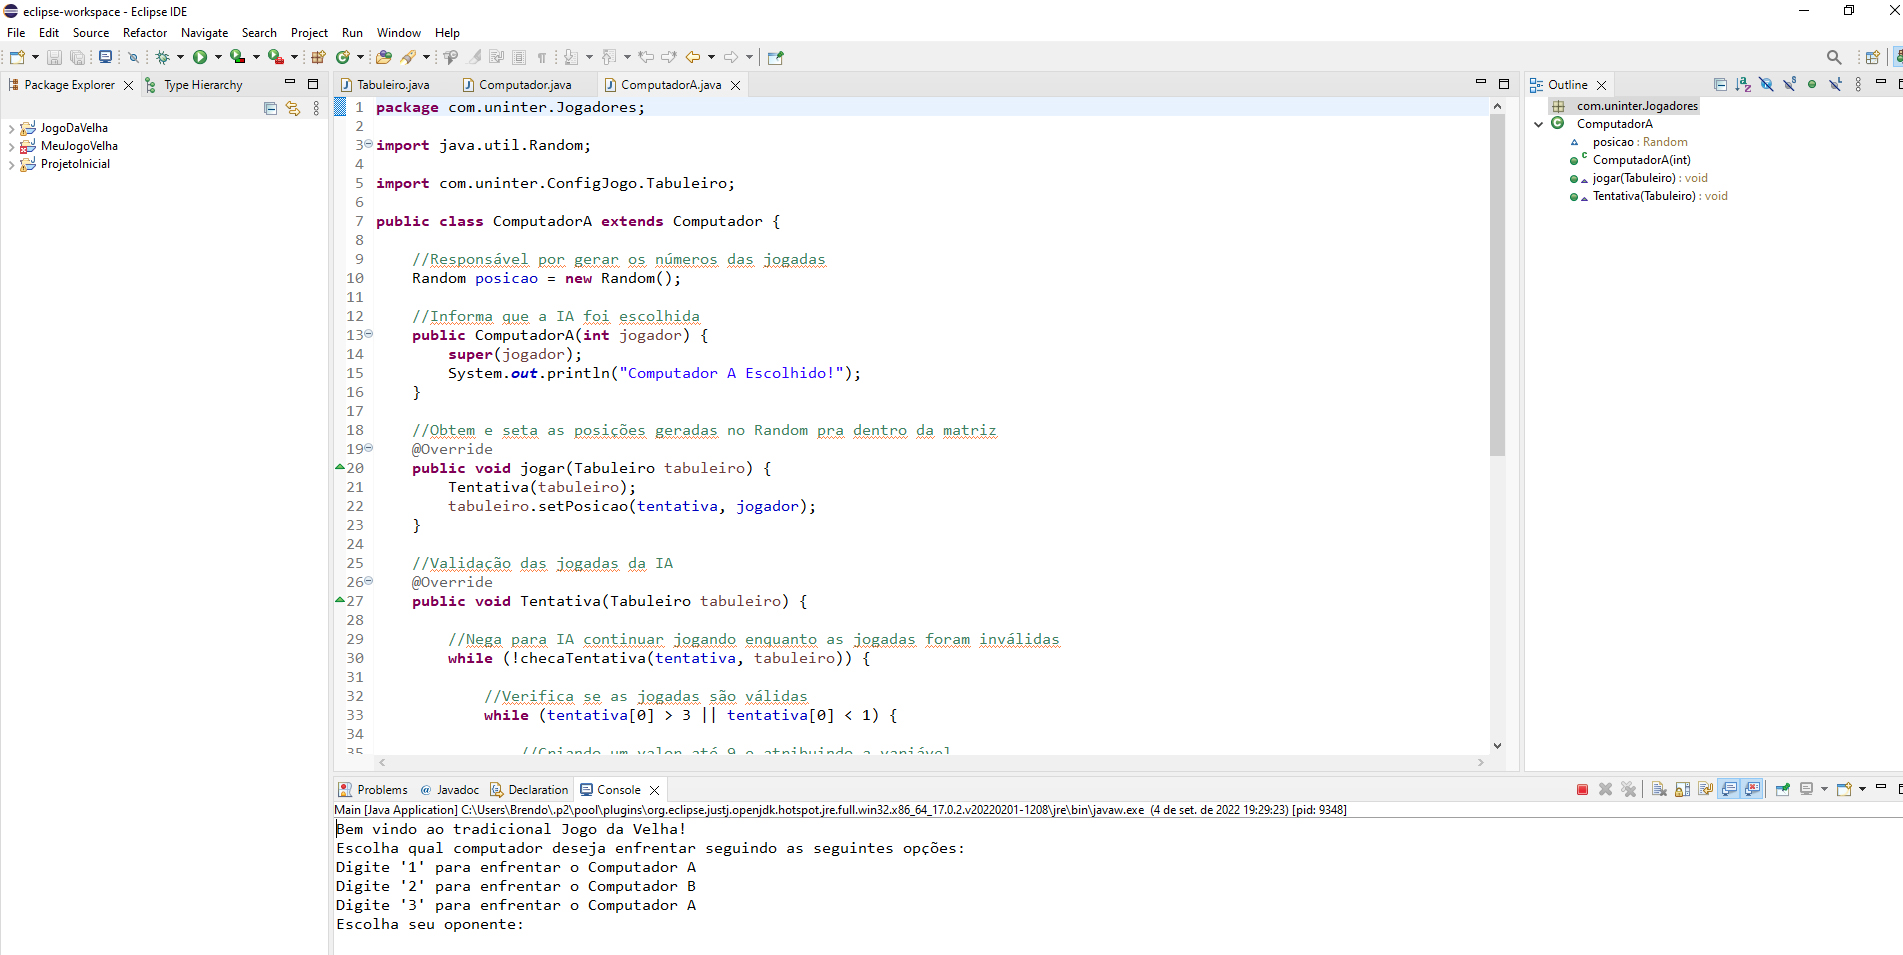 eclipse-workspace - Eclipse IDE
File Edit Source Refactor Navigate Search Project Run Window Help
Package Explorer Type Hierarchy
JogoDaVelha
MeuJogoVelha
ProjetoInicial
Tabuleiro.java Computador.java ComputadorA.java
1 package com.uninter.Jogadores;
2
3 import java.util.Random;
4
5 import com.uninter.ConfigJogo.Tabuleiro;
6
7 public class ComputadorA extends Computador {
8
9 //Responsável por gerar os números das jogadas
10 Random posicao = new Random();
11
12 //Informa que a IA foi escolhida
13 public ComputadorA(int jogador) {
14 super(jogador);
15 System.out.println("Computador A Escolhido!");
16 }
17
18 //Obtem e seta as posições geradas no Random pra dentro da matriz
19 @Override
20 public void jogar(Tabuleiro tabuleiro) {
21 Tentativa(tabuleiro);
22 tabuleiro.setPosicao(tentativa, jogador);
23 }
24
25 //Validação das jogadas da IA
26 @Override
27 public void Tentativa(Tabuleiro tabuleiro) {
28
29 //Nega para IA continuar jogando enquanto as jogadas foram inválidas
30 while (!checaTentativa(tentativa, tabuleiro)) {
31
32 //Verifica se as jogadas são válidas
33 while (tentativa[0] > 3 || tentativa[0] < 1) {
34
35 //Criando um valor até 9 e atribuindo a variável
Outline
com.uninter.Jogadores
ComputadorA
posicao : Random
ComputadorA(int)
jogar(Tabuleiro) : void
Tentativa(Tabuleiro) : void
Problems Javadoc Declaration Console
Main [Java Application] C:\Users\Brendo\.p2\pool\plugins\org.eclipse.justj.openjdk.hotspot.jre.full.win32.x86_64_17.0.2.v20220201-1208\jre\bin\javaw.exe (4 de set. de 2022 19:29:23) [pid: 9348]
Bem vindo ao tradicional Jogo da Velha!
Escolha qual computador deseja enfrentar seguindo as seguintes opções:
Digite '1' para enfrentar o Computador A
Digite '2' para enfrentar o Computador B
Digite '3' para enfrentar o Computador A
Escolha seu oponente: